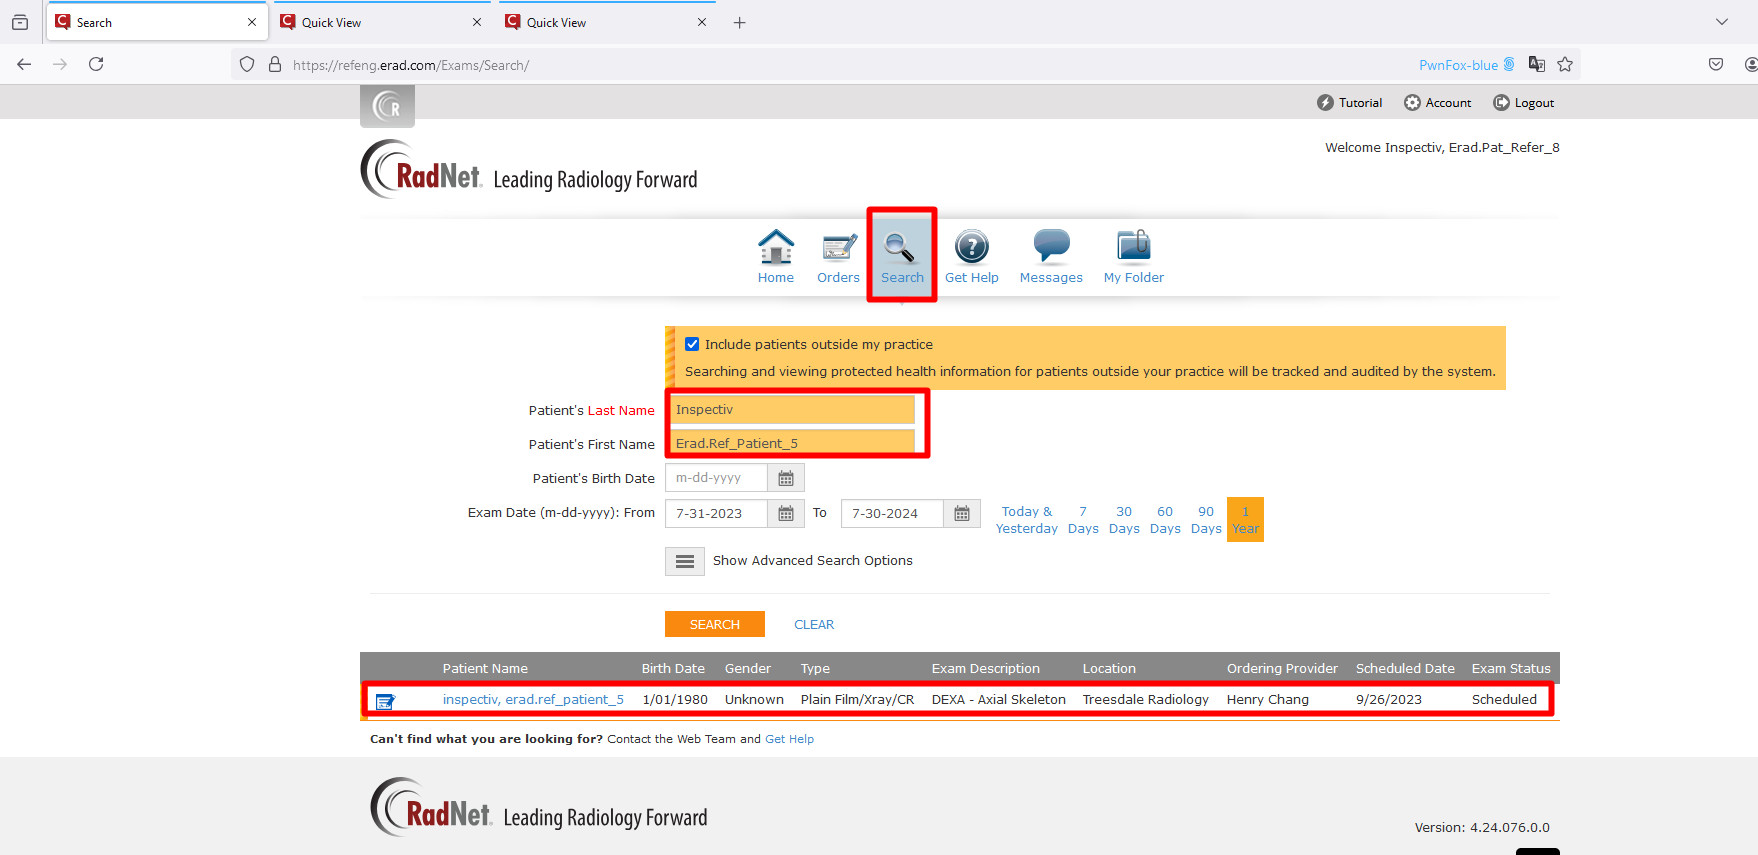 Search
Quick View
Quick View
https://refeng.erad.com/Exams/Search/
PwnFox-blue
R
Tutorial
Account
Logout
RadNet. Leading Radiology Forward
Welcome Inspectiv, Erad.Pat_Refer_8
Home
Orders
Search
Get Help
Messages
My Folder
Include patients outside my practice
Searching and viewing protected health information for patients outside your practice will be tracked and audited by the system.
Patient's Last Name Inspectiv
Patient's First Name Erad.Ref_Patient_5
Patient's Birth Date m-dd-yyyy
Exam Date (m-dd-yyyy): From 7-31-2023 To 7-30-2024
Today & Yesterday
7 Days
30 Days
60 Days
90 Days
1 Year
Show Advanced Search Options
SEARCH CLEAR
Patient Name Birth Date Gender Type Exam Description Location Ordering Provider Scheduled Date Exam Status
inspectiv, erad.ref_patient_5 1/01/1980 Unknown Plain Film/Xray/CR DEXA - Axial Skeleton Treesdale Radiology Henry Chang 9/26/2023 Scheduled
Can't find what you are looking for? Contact the Web Team and Get Help
RadNet. Leading Radiology Forward
Version: 4.24.076.0.0